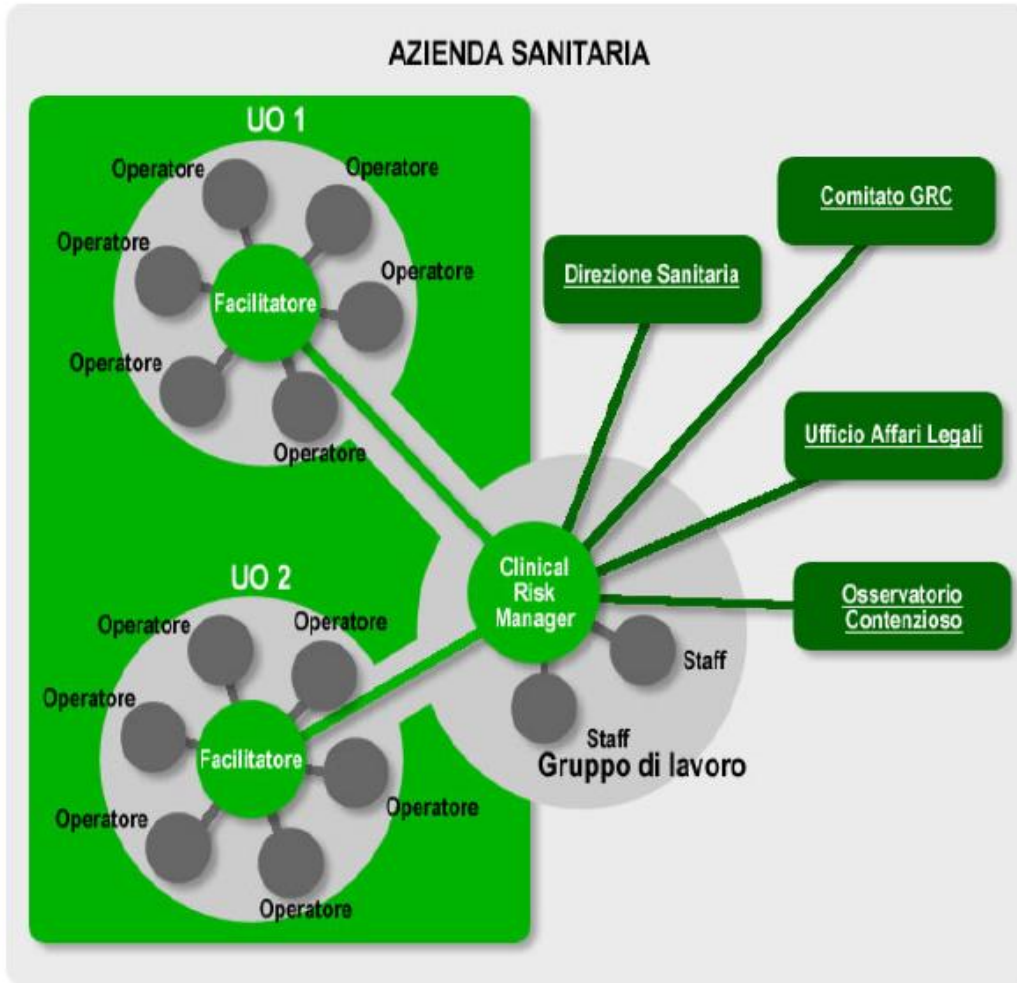 AZIENDA SANITARIA
UO 1
Operatore
Operatore
Operatore
Operatore
Facilitatore
Operatore
Operatore
Comitato GRC
Direzione Sanitaria
Ufficio Affari Legali
Clinical
Risk
Manager
Osservatorio
Contenzioso
Staff
Staff
Gruppo di lavoro
UO 2
Operatore
Operatore
Operatore
Facilitatore
Operatore
Operatore
Operatore